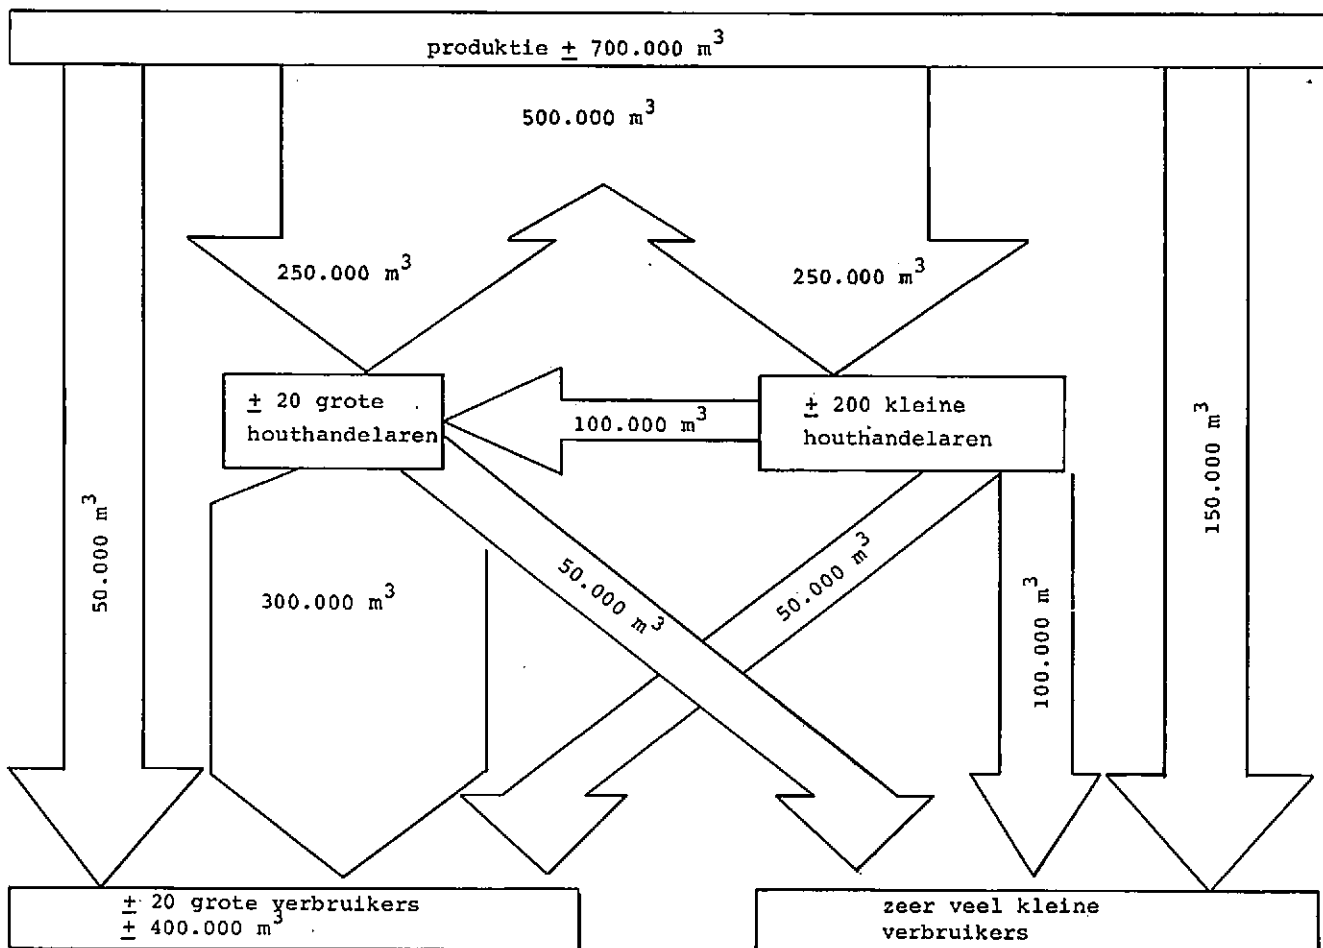 produktie ± 700.000 m³
500.000 m³
250.000 m³
250.000 m³
± 20 grote
houthandelaren
100.000 m³
± 200 kleine
houthandelaren
50.000 m³
300.000 m³
50.000 m³
50.000 m³
100.000 m³
150.000 m³
± 20 grote verbruikers
± 400.000 m³
zeer veel kleine
verbruikers